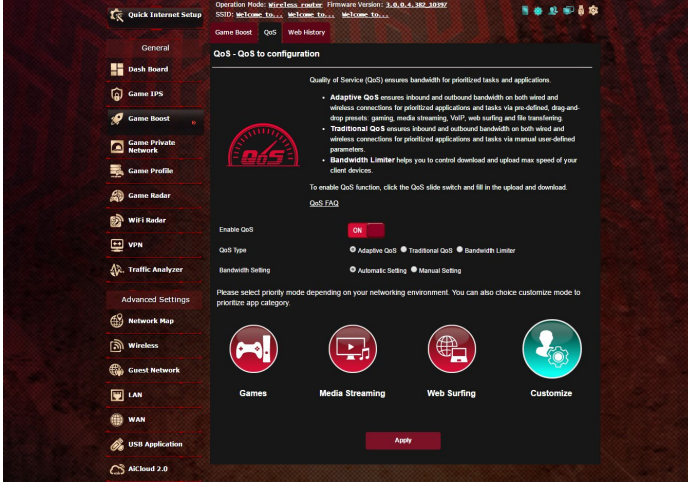 Quick Internet Setup
Operation Mode: Wireless router Firmware Version: 3.0.0.4.382_10397
SSID: Welcome to... Welcome to... Welcome to...
Game Boost QoS Web History
General
Dash Board
Game IPS
Game Boost
Game Private
Network
Game Profile
Game Radar
WiFi Radar
VPN
Traffic Analyzer
Advanced Settings
Network Map
Wireless
Guest Network
LAN
WAN
USB Application
AiCloud 2.0
QoS - QoS to configuration
QoS
Quality of Service (QoS) ensures bandwidth for prioritized tasks and applications.
• Adaptive QoS ensures inbound and outbound bandwidth on both wired and
wireless connections for prioritized applications and tasks via pre-defined, drag-and-
drop presets: gaming, media streaming, VoIP, web surfing and file transferring.
• Traditional QoS ensures inbound and outbound bandwidth on both wired and
wireless connections for prioritized applications and tasks via manual user-defined
parameters.
• Bandwidth Limiter helps you to control download and upload max speed of your
client devices.
To enable QoS function, click the QoS slide switch and fill in the upload and download.
QoS FAQ
Enable QoS ON
QoS Type Adaptive QoS Traditional QoS Bandwidth Limiter
Bandwidth Setting Automatic Setting Manual Setting
Please select priority mode depending on your networking environment. You can also choice customize mode to
prioritize app category.
Games Media Streaming Web Surfing Customize
Apply